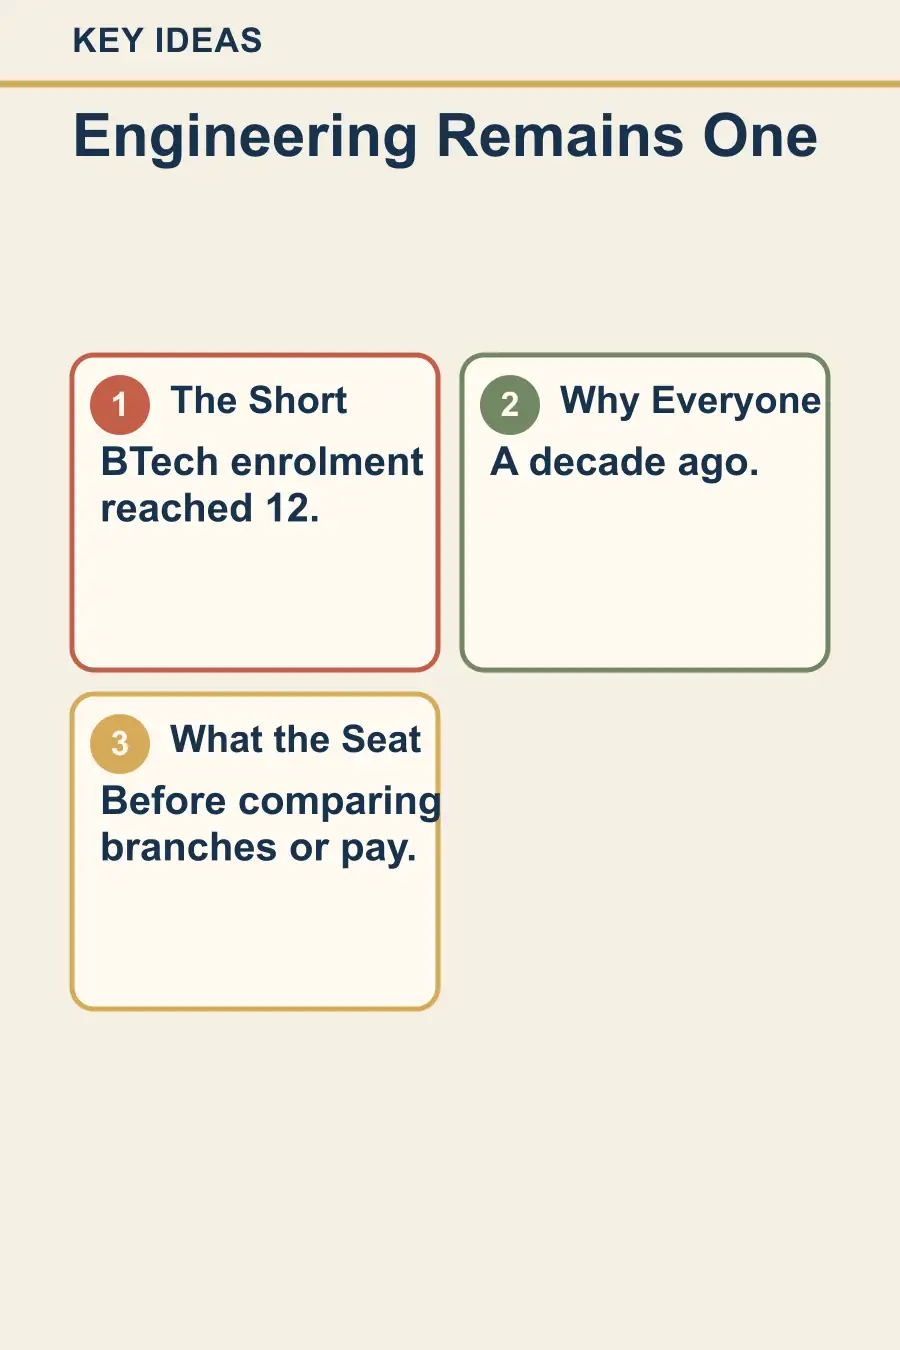 KEY IDEAS
Engineering Remains One
1 The Short
BTech enrolment
reached 12.
2 Why Everyone
A decade ago.
3 What the Seat
Before comparing
branches or pay.